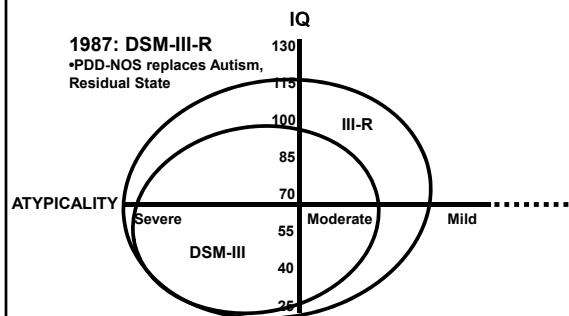 IQ
1987: DSM-III-R
•PDD-NOS replaces Autism,
Residual State
130
115
100
III-R
85
70
ATYPICALITY
Severe
Moderate
Mild
55
DSM-III
40
25